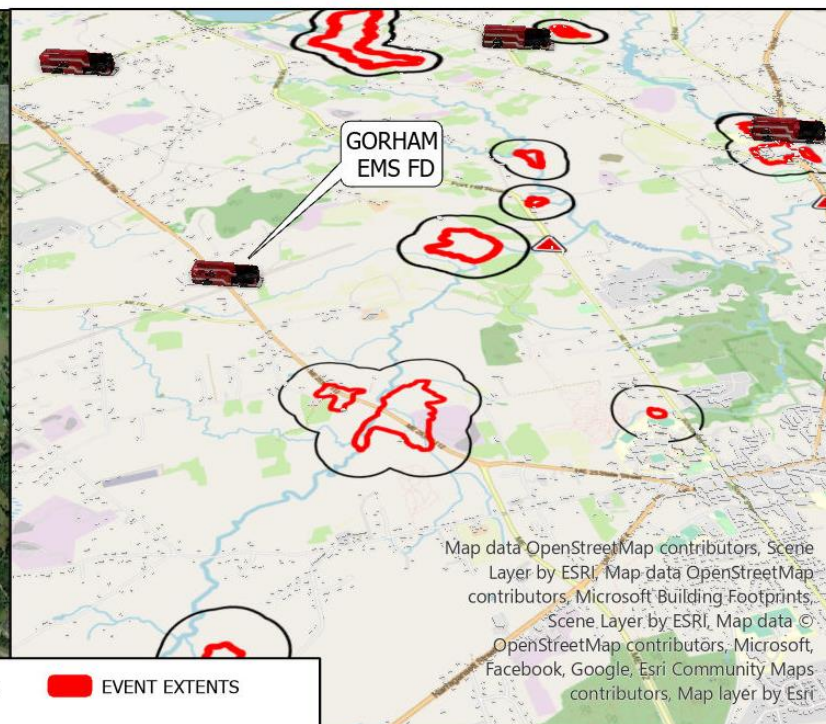 GORHAM
EMS FD
Little River
Map data OpenStreetMap contributors, Scene
Layer by ESRI, Map data OpenStreetMap
contributors, Microsoft Building Footprints,
Scene Layer by ESRI, Map data ©
OpenStreetMap contributors, Microsoft,
Facebook, Google, Esri Community Maps
contributors, Map layer by Esri
EVENT EXTENTS